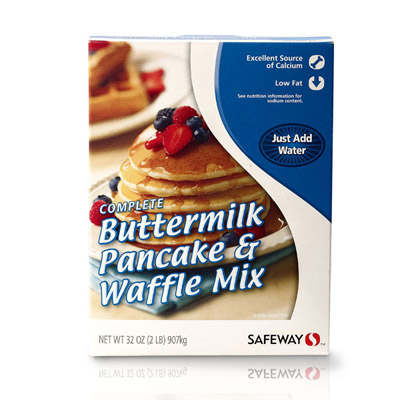 Excellent Source
of Calcium
Low Fat
See nutrition information for
sodium content.
Just Add
Water
COMPLETE
Buttermilk
Pancake &
Waffle Mix
NET WT 32 OZ (2 LB) 907kg
SAFEWAY